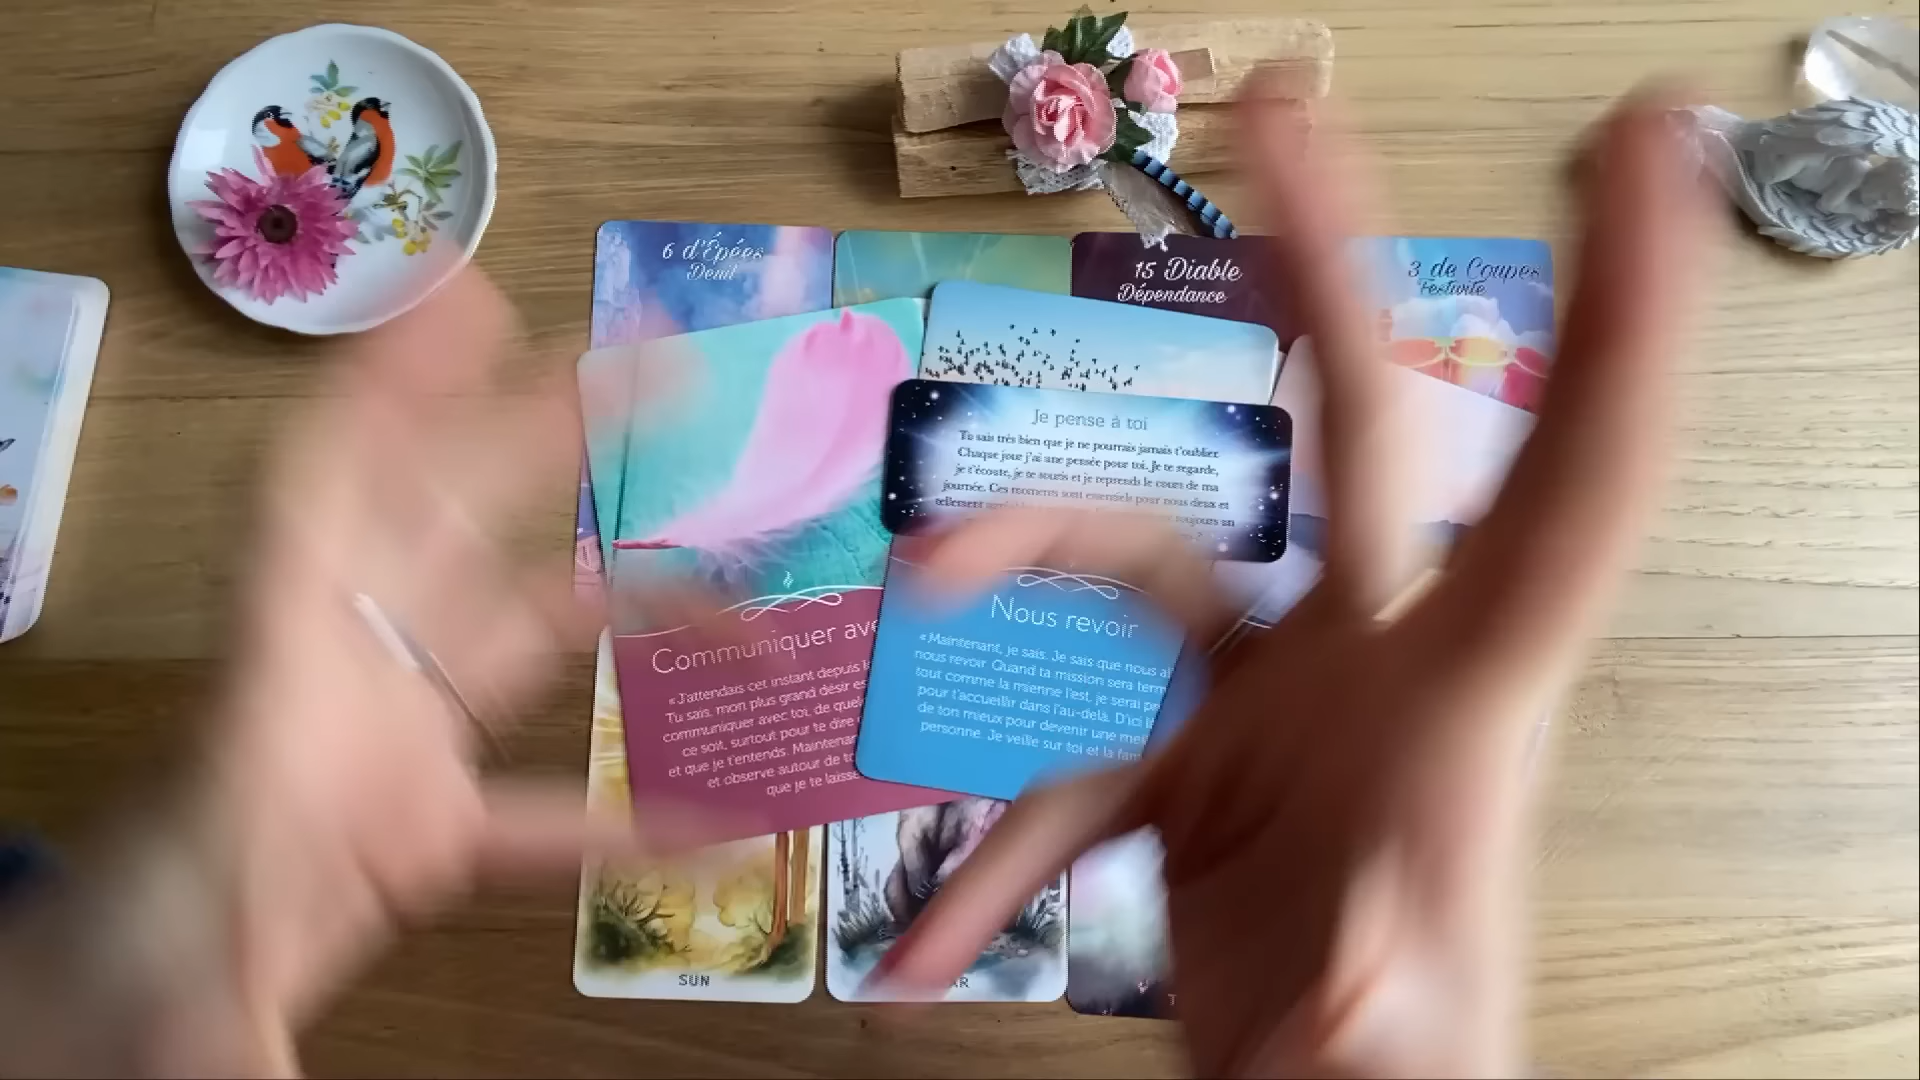 6 d'Épées
Deuil
15 Diable
Dépendance
3 de Coupes
Festivité
Je pense à toi
Tu sais très bien que je ne pourrais jamais t'oublier.
Chaque jour j'ai une pensée pour toi. Je te regarde,
je t'écoute, je te souris et je reprends le cours de ma
journée. Ces moments sont essentiels pour nous deux et
tellement
toujours un
Communiquer ave
« J'attendais cet instant depuis
Tu sais, mon plus grand désir es
communiquer avec toi, de quel
ce soit, surtout pour te dire
et que je t'entends. Maintenan
et observe autour de to
que je te laisse
Nous revoir
« Maintenant, je sais. Je sais que nous al
nous revoir. Quand ta mission sera term
tout comme la mienne l'est, je serai pr
pour t'accueillir dans l'au-delà. D'ici l
de ton mieux pour devenir une mei
personne. Je veille sur toi et la fam
SUN
AR
T